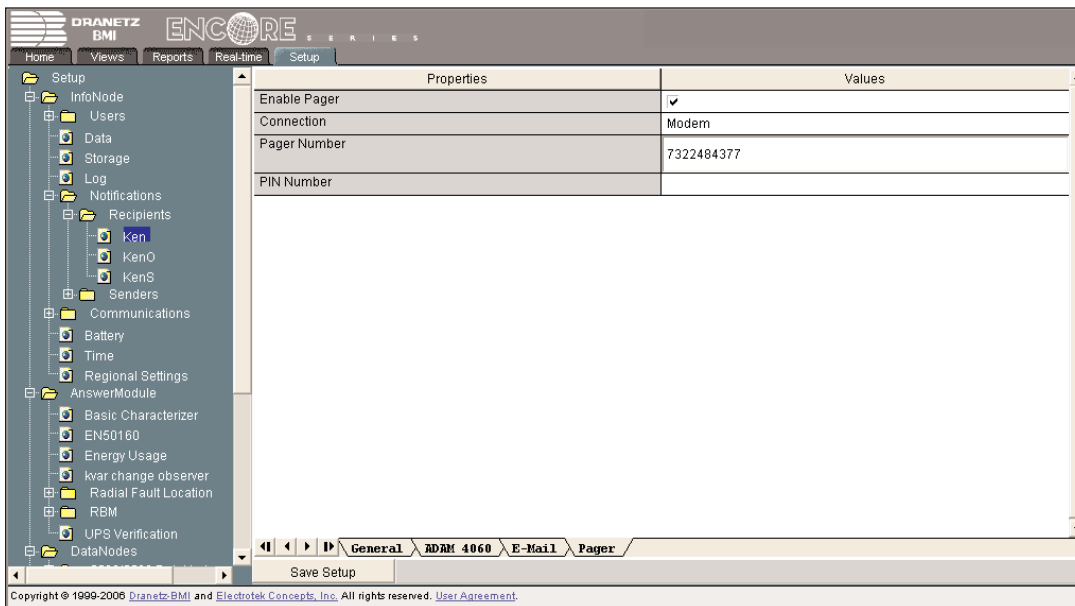 DRANETZ
BMI
ENCORE
SERIES
Home
Views
Reports
Real-time
Setup
Setup
InfoNode
Users
Data
Storage
Log
Notifications
Recipients
Ken
KenO
KenS
Senders
Communications
Battery
Time
Regional Settings
AnswerModule
Basic Characterizer
EN50160
Energy Usage
kvar change observer
Radial Fault Location
RBM
UPS Verification
DataNodes
Properties Values
Enable Pager
Connection Modem
Pager Number 7322484377
PIN Number
General ADAM 4060 E-Mail Pager
Save Setup
Copyright © 1999-2006 Dranetz-BMI and Electrotek Concepts, Inc. All rights reserved. User Agreement.